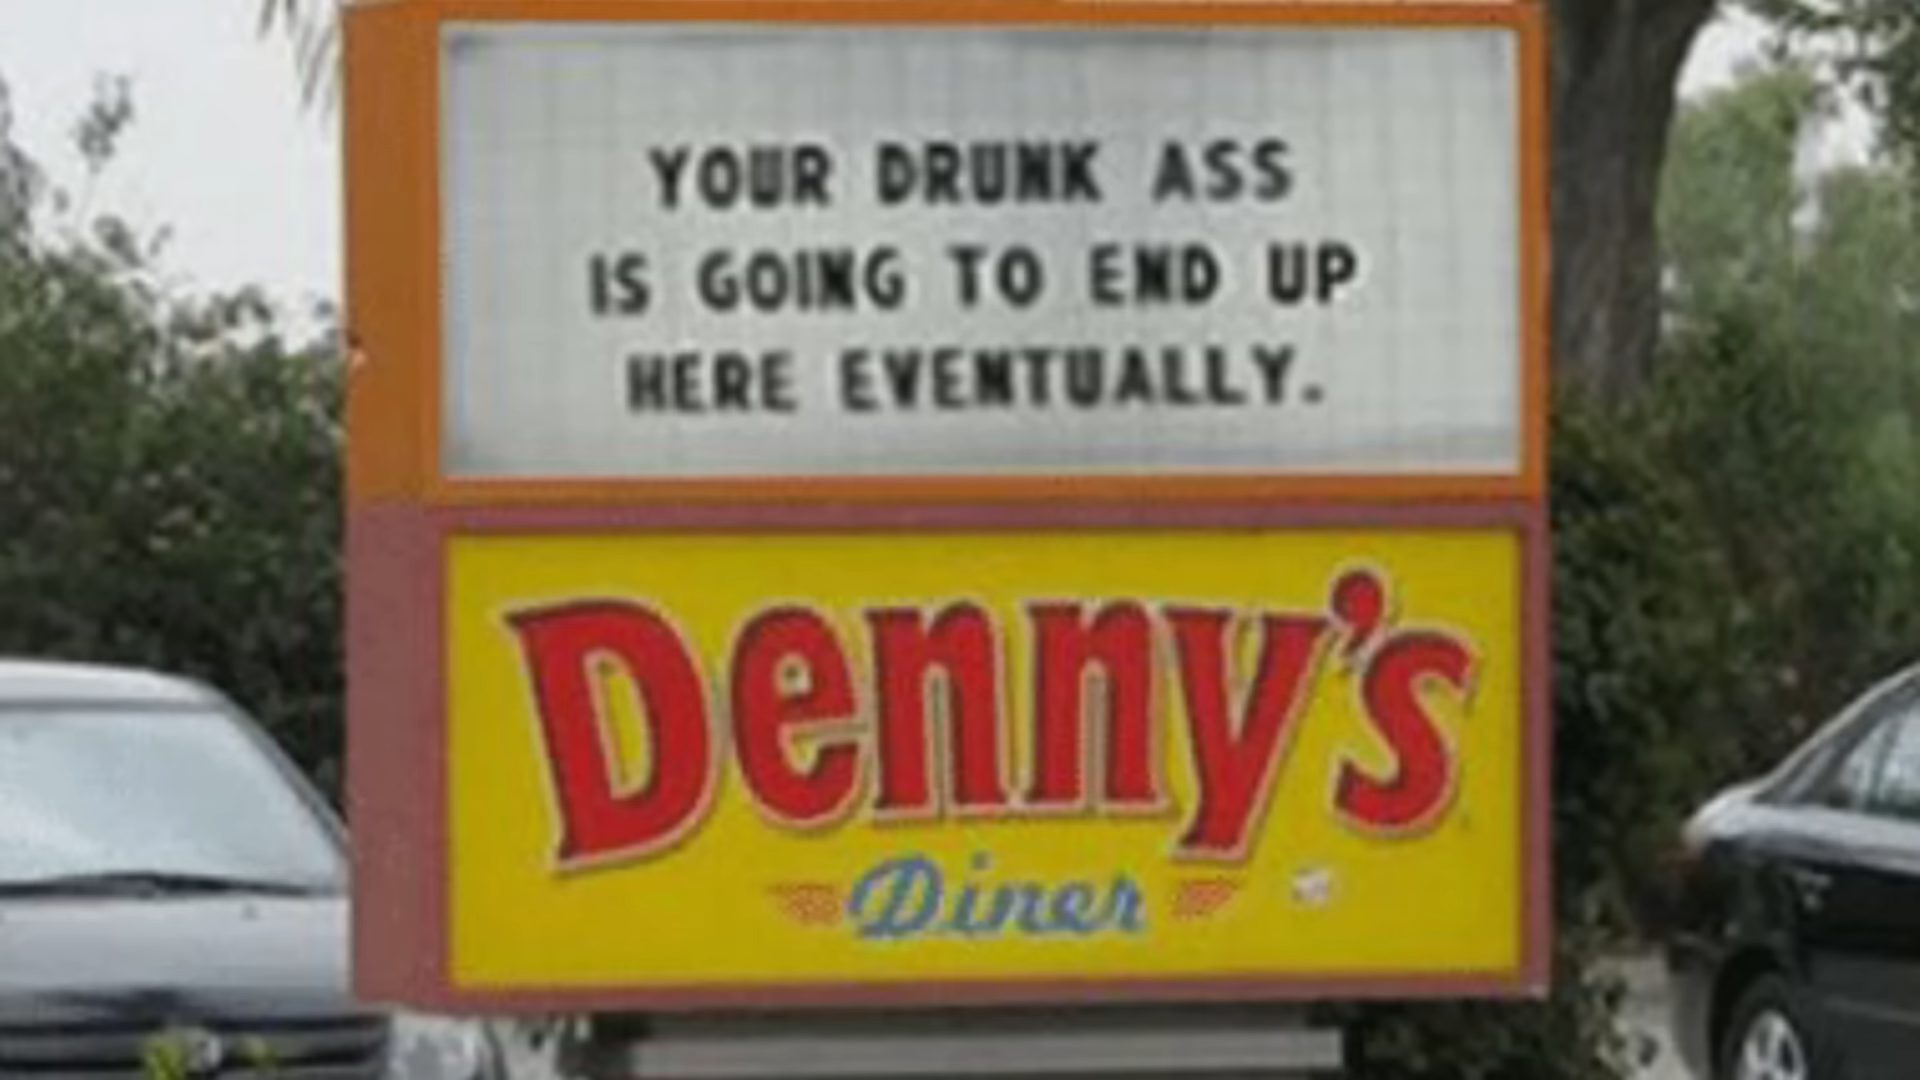 YOUR DRUNK ASS
IS GOING TO END UP
HERE EVENTUALLY.
Denny's
Diner